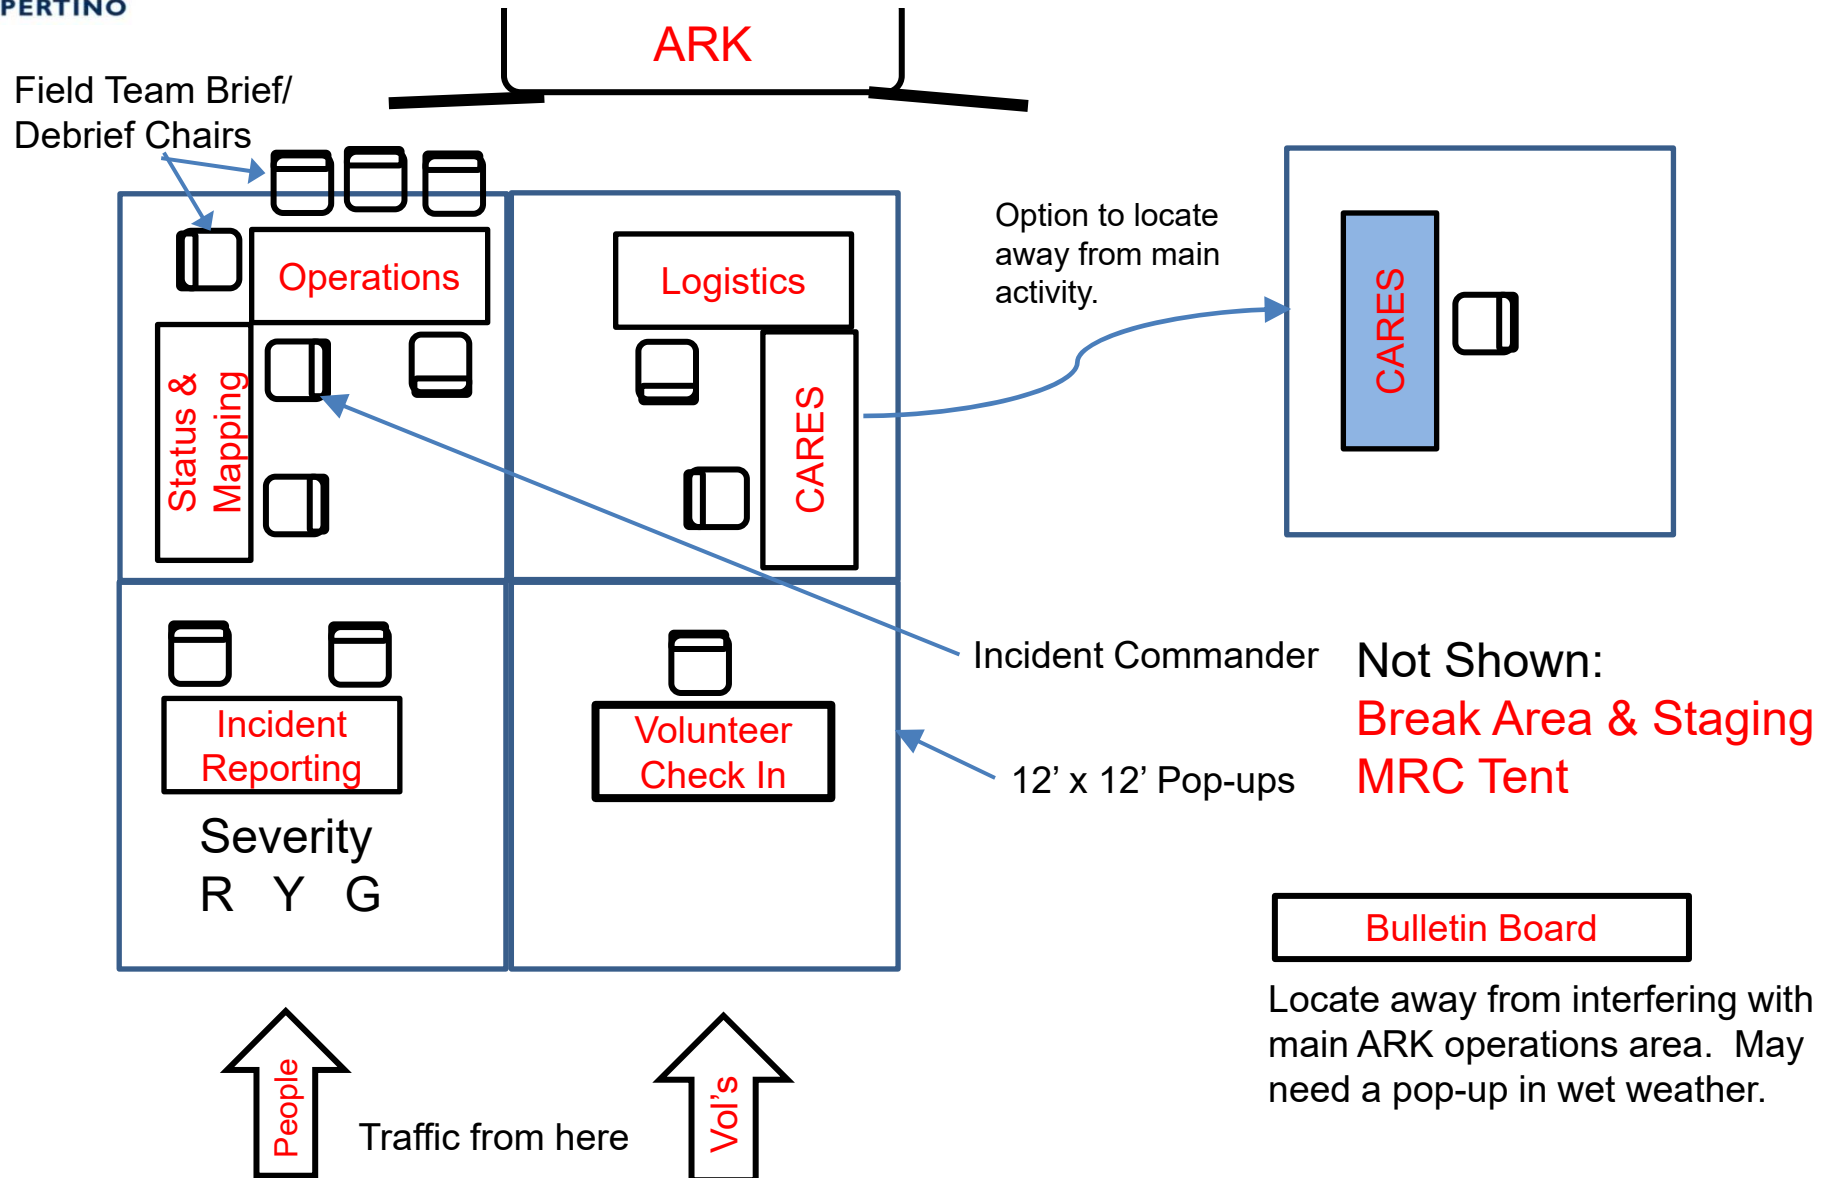 PERTINO
ARK
Field Team Brief/
Debrief Chairs
Operations
Logistics
Option to locate
away from main
activity.
CARES
Status &
Mapping
CARES
Incident Commander
Not Shown:
Break Area & Staging
MRC Tent
Incident
Reporting
Volunteer
Check In
12’ x 12’ Pop-ups
Severity
R Y G
Bulletin Board
Locate away from interfering with
main ARK operations area.  May
need a pop-up in wet weather.
People
Traffic from here
Vol’s